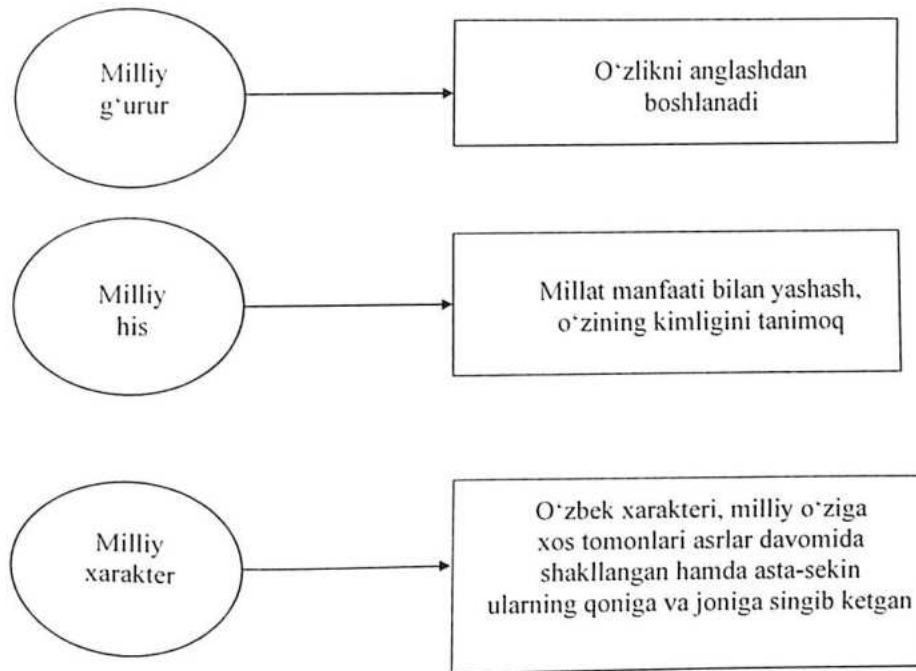 Milliy
g‘urur
O‘zlikni anglashdan
boshlanadi
Milliy
his
Millat manfaati bilan yashash,
o‘zining kimligini tanimoq
Milliy
xarakter
O‘zbek xarakteri, milliy o‘ziga
xos tomonlari asrlar davomida
shakllangan hamda asta-sekin
ularning qoniga va joniga singib ketgan